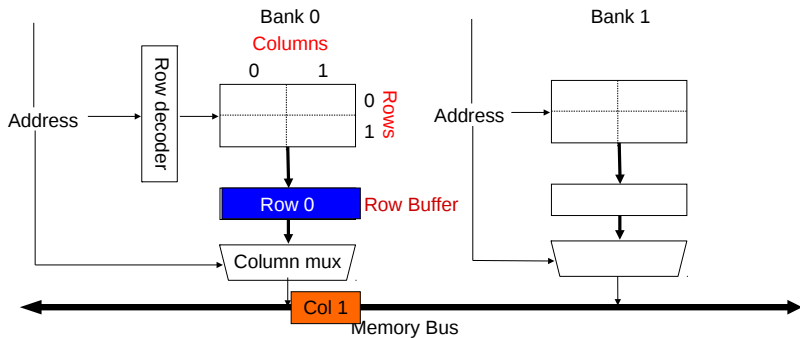 Bank 0
Bank 1
Columns
0 1
Row decoder
0
1
Rows
Address
Address
Row 0
Row Buffer
Column mux
Col 1
Memory Bus